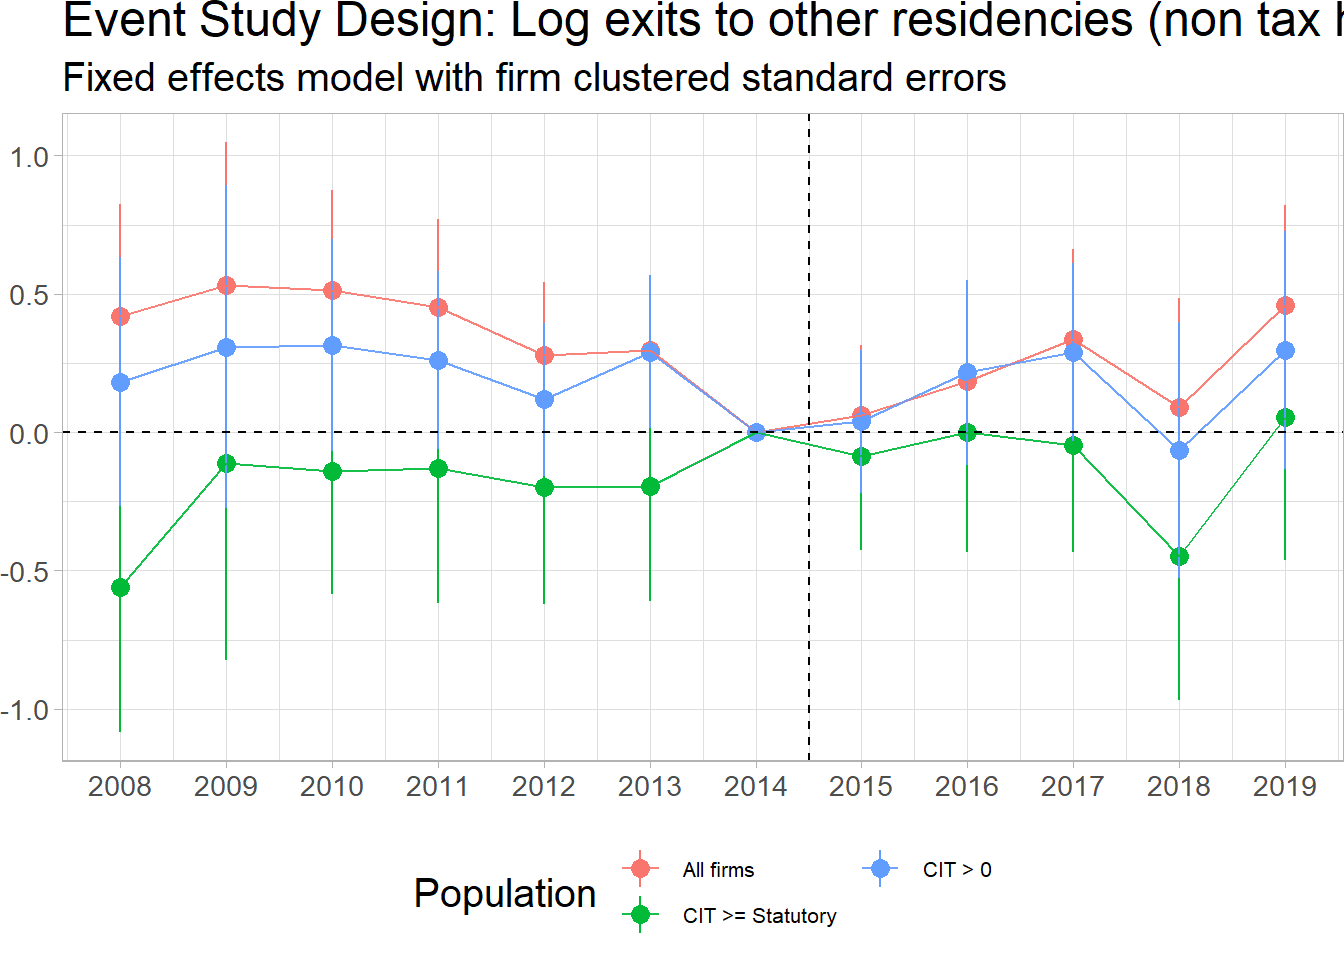 Event Study Design: Log exits to other residencies (non tax
Fixed effects model with firm clustered standard errors
1.0
0.5
0.0
-0.5
-1.0
2008 2009 2010 2011 2012 2013 2014 2015 2016 2017 2018 2019
Population
All firms
CIT >= Statutory
CIT > 0